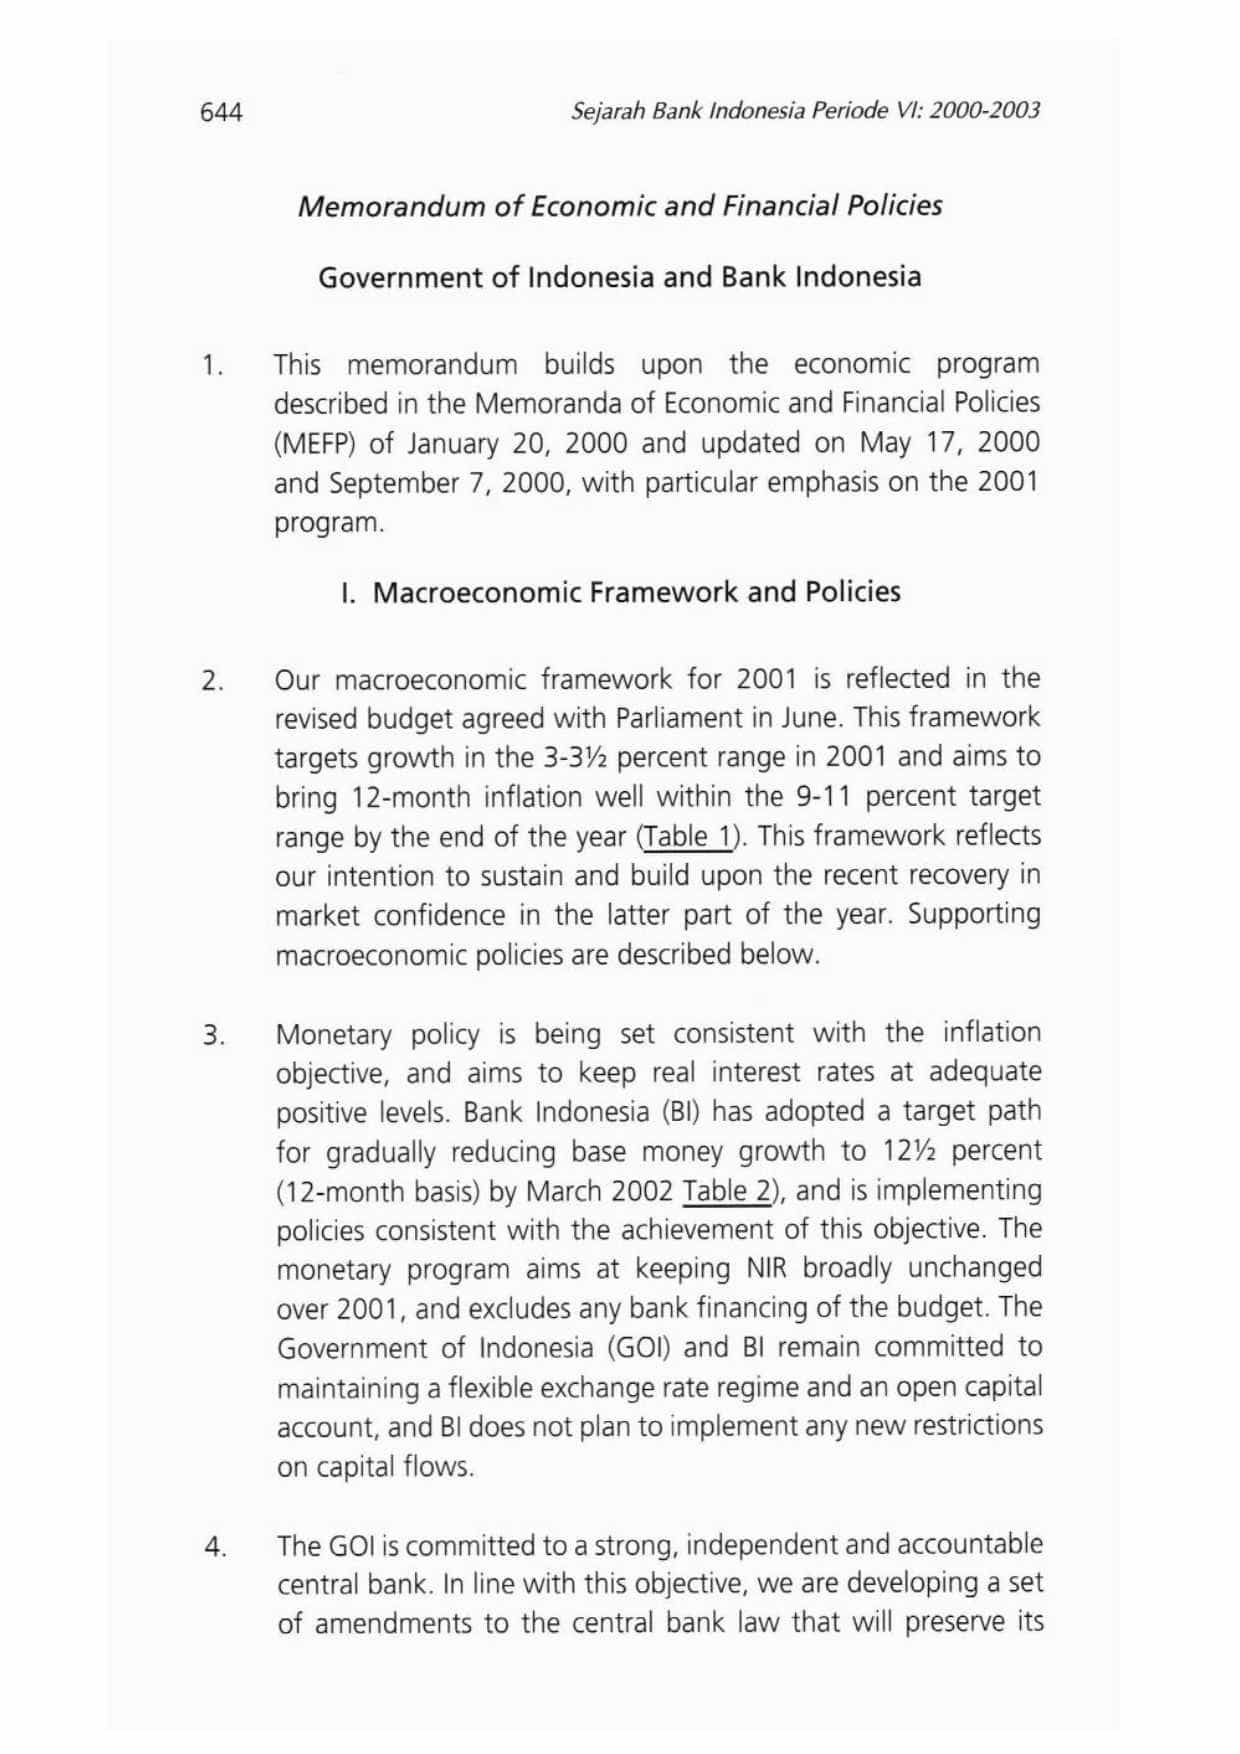 644
Sejarah Bank Indonesia Periode VI: 2000-2003
Memorandum of Economic and Financial Policies
Government of Indonesia and Bank Indonesia
1. This memorandum builds upon the economic program
described in the Memoranda of Economic and Financial Policies
(MEFP) of January 20, 2000 and updated on May 17, 2000
and September 7, 2000, with particular emphasis on the 2001
program.
I. Macroeconomic Framework and Policies
2. Our macroeconomic framework for 2001 is reflected in the
revised budget agreed with Parliament in June. This framework
targets growth in the 3-3½ percent range in 2001 and aims to
bring 12-month inflation well within the 9-11 percent target
range by the end of the year (Table 1). This framework reflects
our intention to sustain and build upon the recent recovery in
market confidence in the latter part of the year. Supporting
macroeconomic policies are described below.
3. Monetary policy is being set consistent with the inflation
objective, and aims to keep real interest rates at adequate
positive levels. Bank Indonesia (BI) has adopted a target path
for gradually reducing base money growth to 12½ percent
(12-month basis) by March 2002 Table 2), and is implementing
policies consistent with the achievement of this objective. The
monetary program aims at keeping NIR broadly unchanged
over 2001, and excludes any bank financing of the budget. The
Government of Indonesia (GOI) and BI remain committed to
maintaining a flexible exchange rate regime and an open capital
account, and BI does not plan to implement any new restrictions
on capital flows.
4. The GOI is committed to a strong, independent and accountable
central bank. In line with this objective, we are developing a set
of amendments to the central bank law that will preserve its